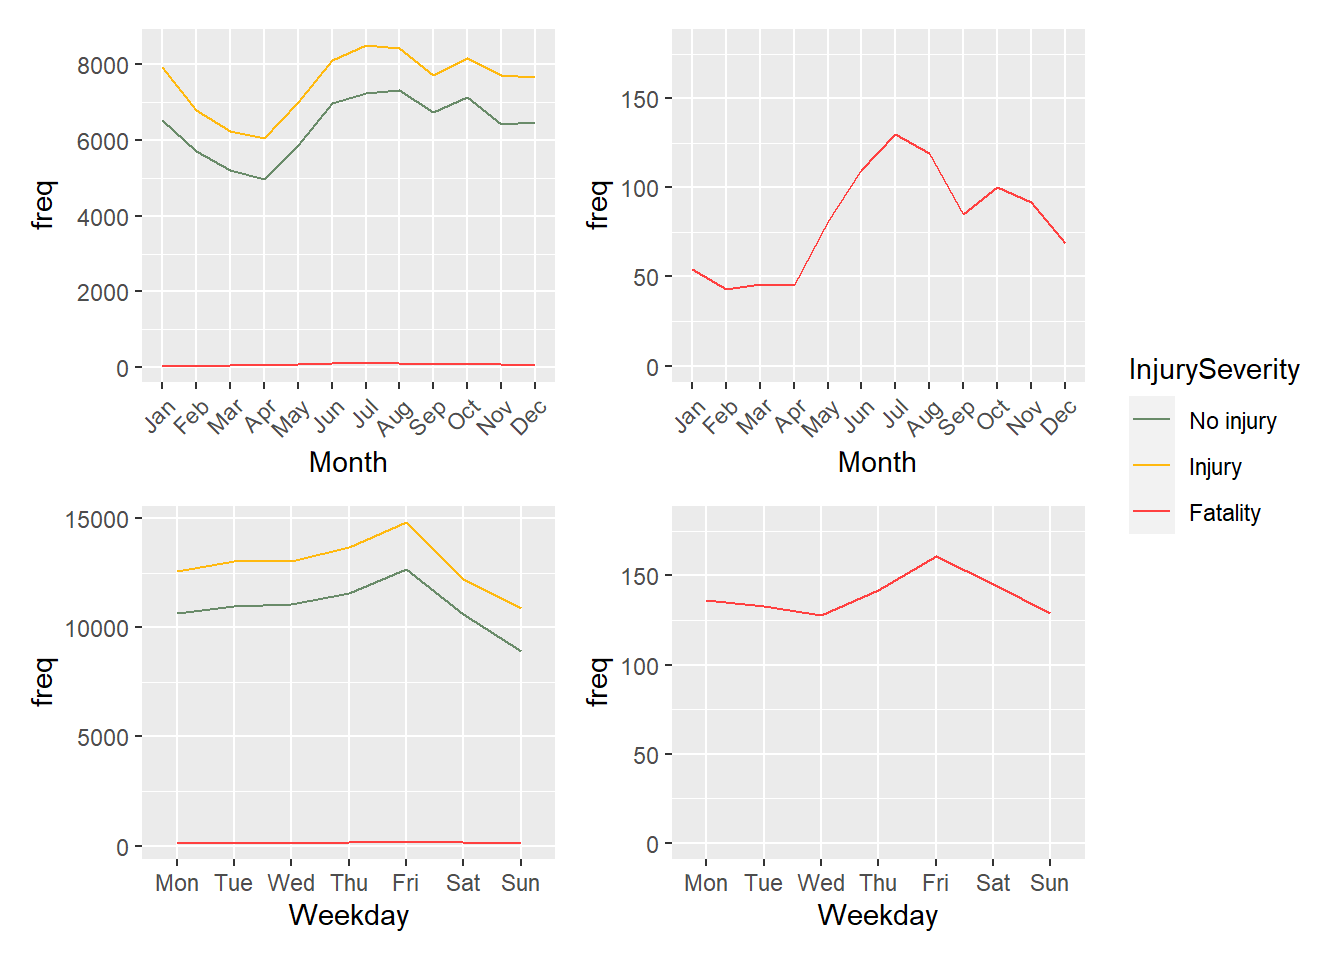 freq
8000
6000
4000
2000
0
Jan Feb Mar Apr May Jun Jul Aug Sep Oct Nov Dec
Month
freq
150
100
50
0
Jan Feb Mar Apr May Jun Jul Aug Sep Oct Nov Dec
Month
freq
15000
10000
5000
0
Mon Tue Wed Thu Fri Sat Sun
Weekday
freq
150
100
50
0
Mon Tue Wed Thu Fri Sat Sun
Weekday
InjurySeverity
No injury
Injury
Fatality